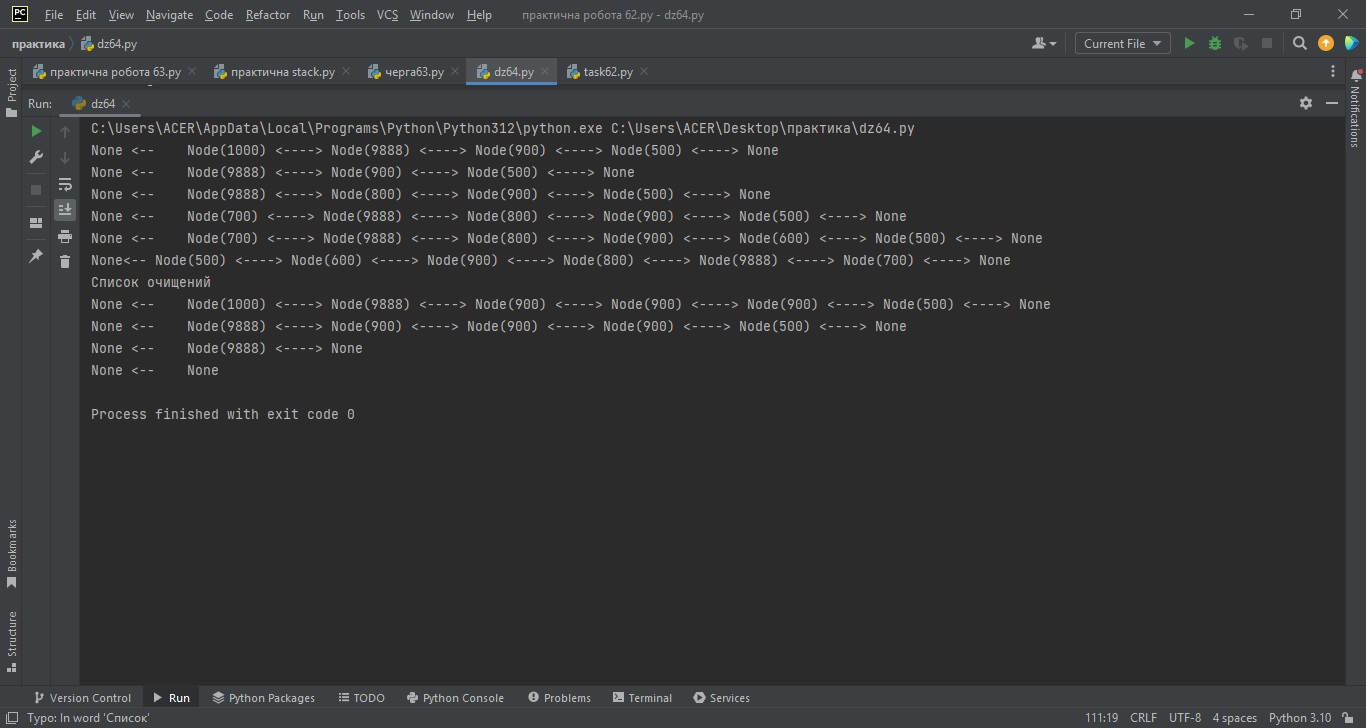 PC File Edit View Navigate Code Refactor Run Tools VCS Window Help практична робота 62.py - dz64.py
практика dz64.py Current File
Project практична робота 63.py практична stack.py черга63.py dz64.py task62.py
Run: dz64
Notifications
C:\Users\ACER\AppData\Local\Programs\Python\Python312\python.exe C:\Users\ACER\Desktop\практика\dz64.py
None <--    Node(1000) <----> Node(9888) <----> Node(900) <----> Node(500) <----> None
None <--    Node(9888) <----> Node(900) <----> Node(500) <----> None
None <--    Node(9888) <----> Node(800) <----> Node(900) <----> Node(500) <----> None
None <--    Node(700) <----> Node(9888) <----> Node(800) <----> Node(900) <----> Node(500) <----> None
None <--    Node(700) <----> Node(9888) <----> Node(800) <----> Node(900) <----> Node(600) <----> Node(500) <----> None
None<-- Node(500) <----> Node(600) <----> Node(900) <----> Node(800) <----> Node(9888) <----> Node(700) <----> None
Список очищений
None <--    Node(1000) <----> Node(9888) <----> Node(900) <----> Node(900) <----> Node(900) <----> Node(500) <----> None
None <--    Node(9888) <----> Node(900) <----> Node(900) <----> Node(900) <----> Node(500) <----> None
None <--    Node(9888) <----> None
None <--    None
Process finished with exit code 0
Bookmarks
Structure
Version Control Run Python Packages TODO Python Console Problems Terminal Services
Typo: In word 'Список' 111:19 CRLF UTF-8 4 spaces Python 3.10